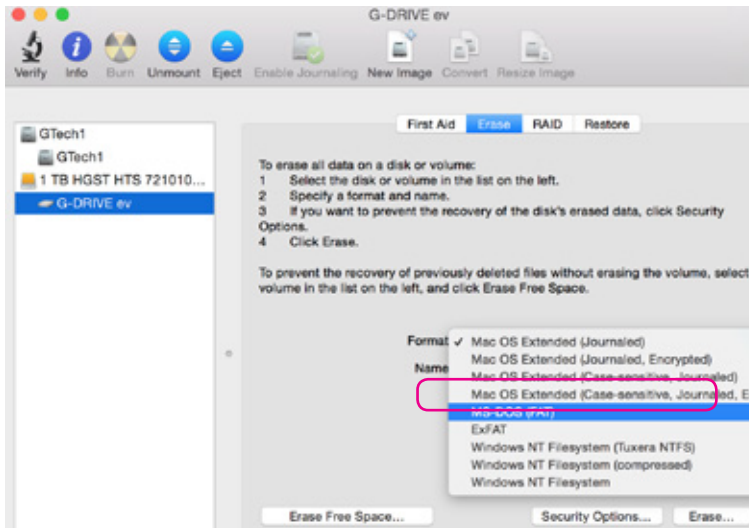 G-DRIVE ev
Verify Info Burn Unmount Eject Enable Journaling New Image Convert Resize Image
GTech1
GTech1
1 TB HGST HTS 721010...
G-DRIVE ev
First Aid Erase RAID Restore
To erase all data on a disk or volume:
1 Select the disk or volume in the list on the left.
2 Specify a format and name.
3 If you want to prevent the recovery of the disk's erased data, click Security
Options.
4 Click Erase.
To prevent the recovery of previously deleted files without erasing the volume, select
volume in the list on the left, and click Erase Free Space.
Format ✓ Mac OS Extended (Journaled)
Mac OS Extended (Journaled, Encrypted)
Name Mac OS Extended (Case-sensitive, Journaled)
Mac OS Extended (Case-sensitive, Journaled, E
MS-DOS (FAT)
ExFAT
Windows NT Filesystem (Tuxera NTFS)
Windows NT Filesystem (compressed)
Windows NT Filesystem
Erase Free Space... Security Options... Erase...